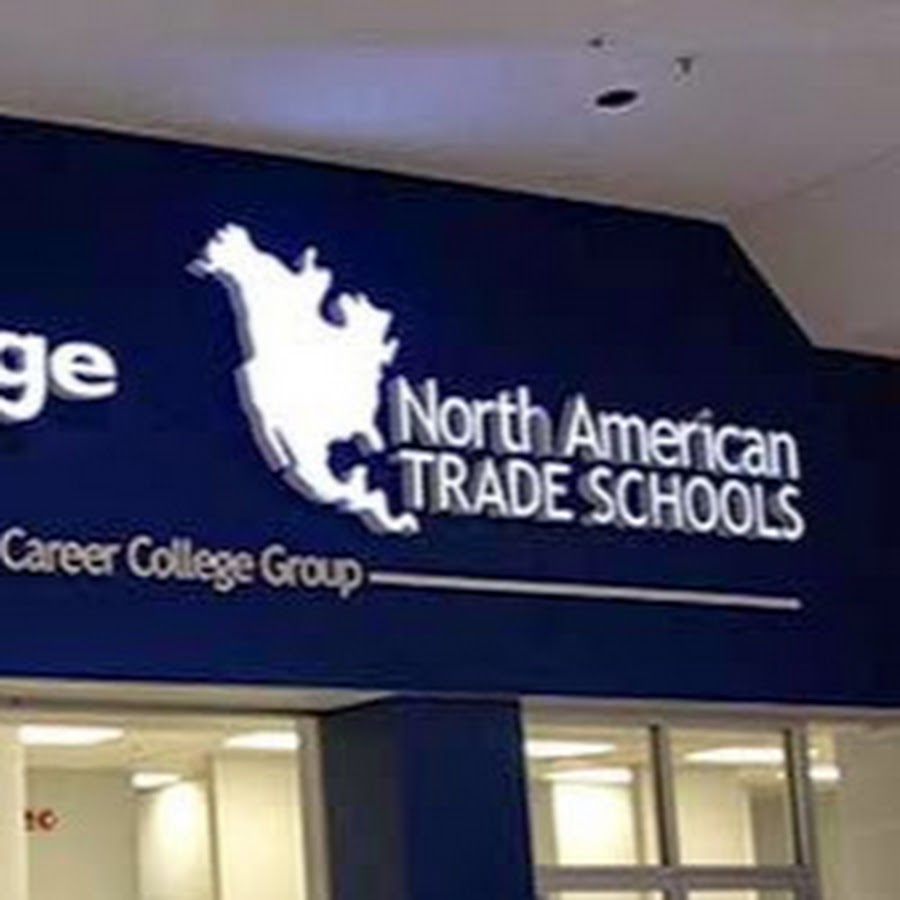 ge
North American
TRADE SCHOOLS
Career College Group